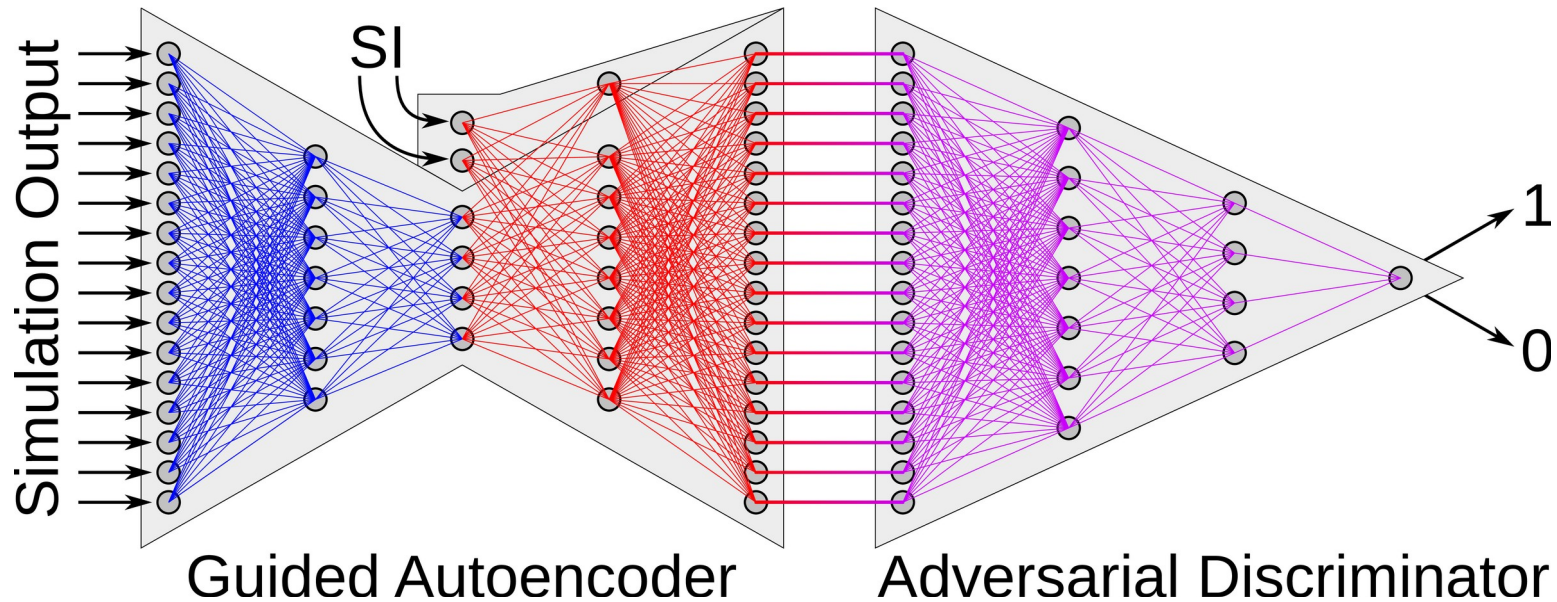 Simulation Output
SI
1
0
Guided Autoencoder
Adversarial Discriminator